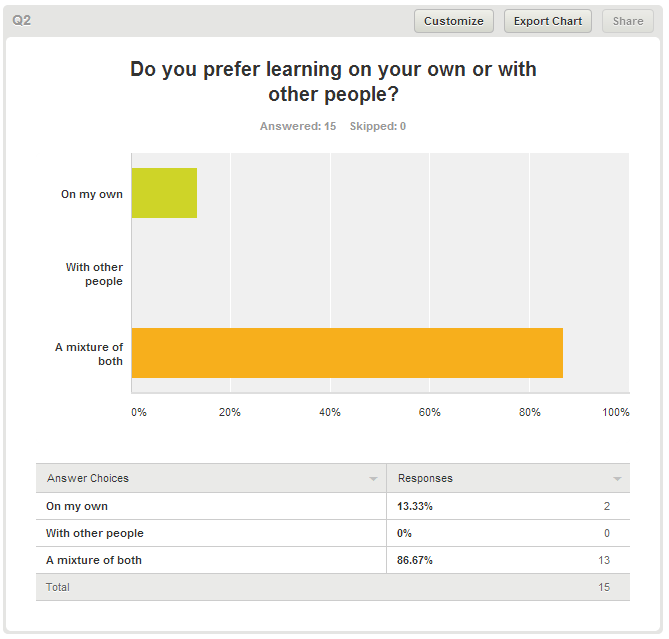 Q2
Customize
Export Chart
Share
Do you prefer learning on your own or with
other people?
Answered: 15 Skipped: 0
On my own
With other
people
A mixture of
both
0% 20% 40% 60% 80% 100%
Answer Choices Responses
On my own 13.33% 2
With other people 0% 0
A mixture of both 86.67% 13
Total 15